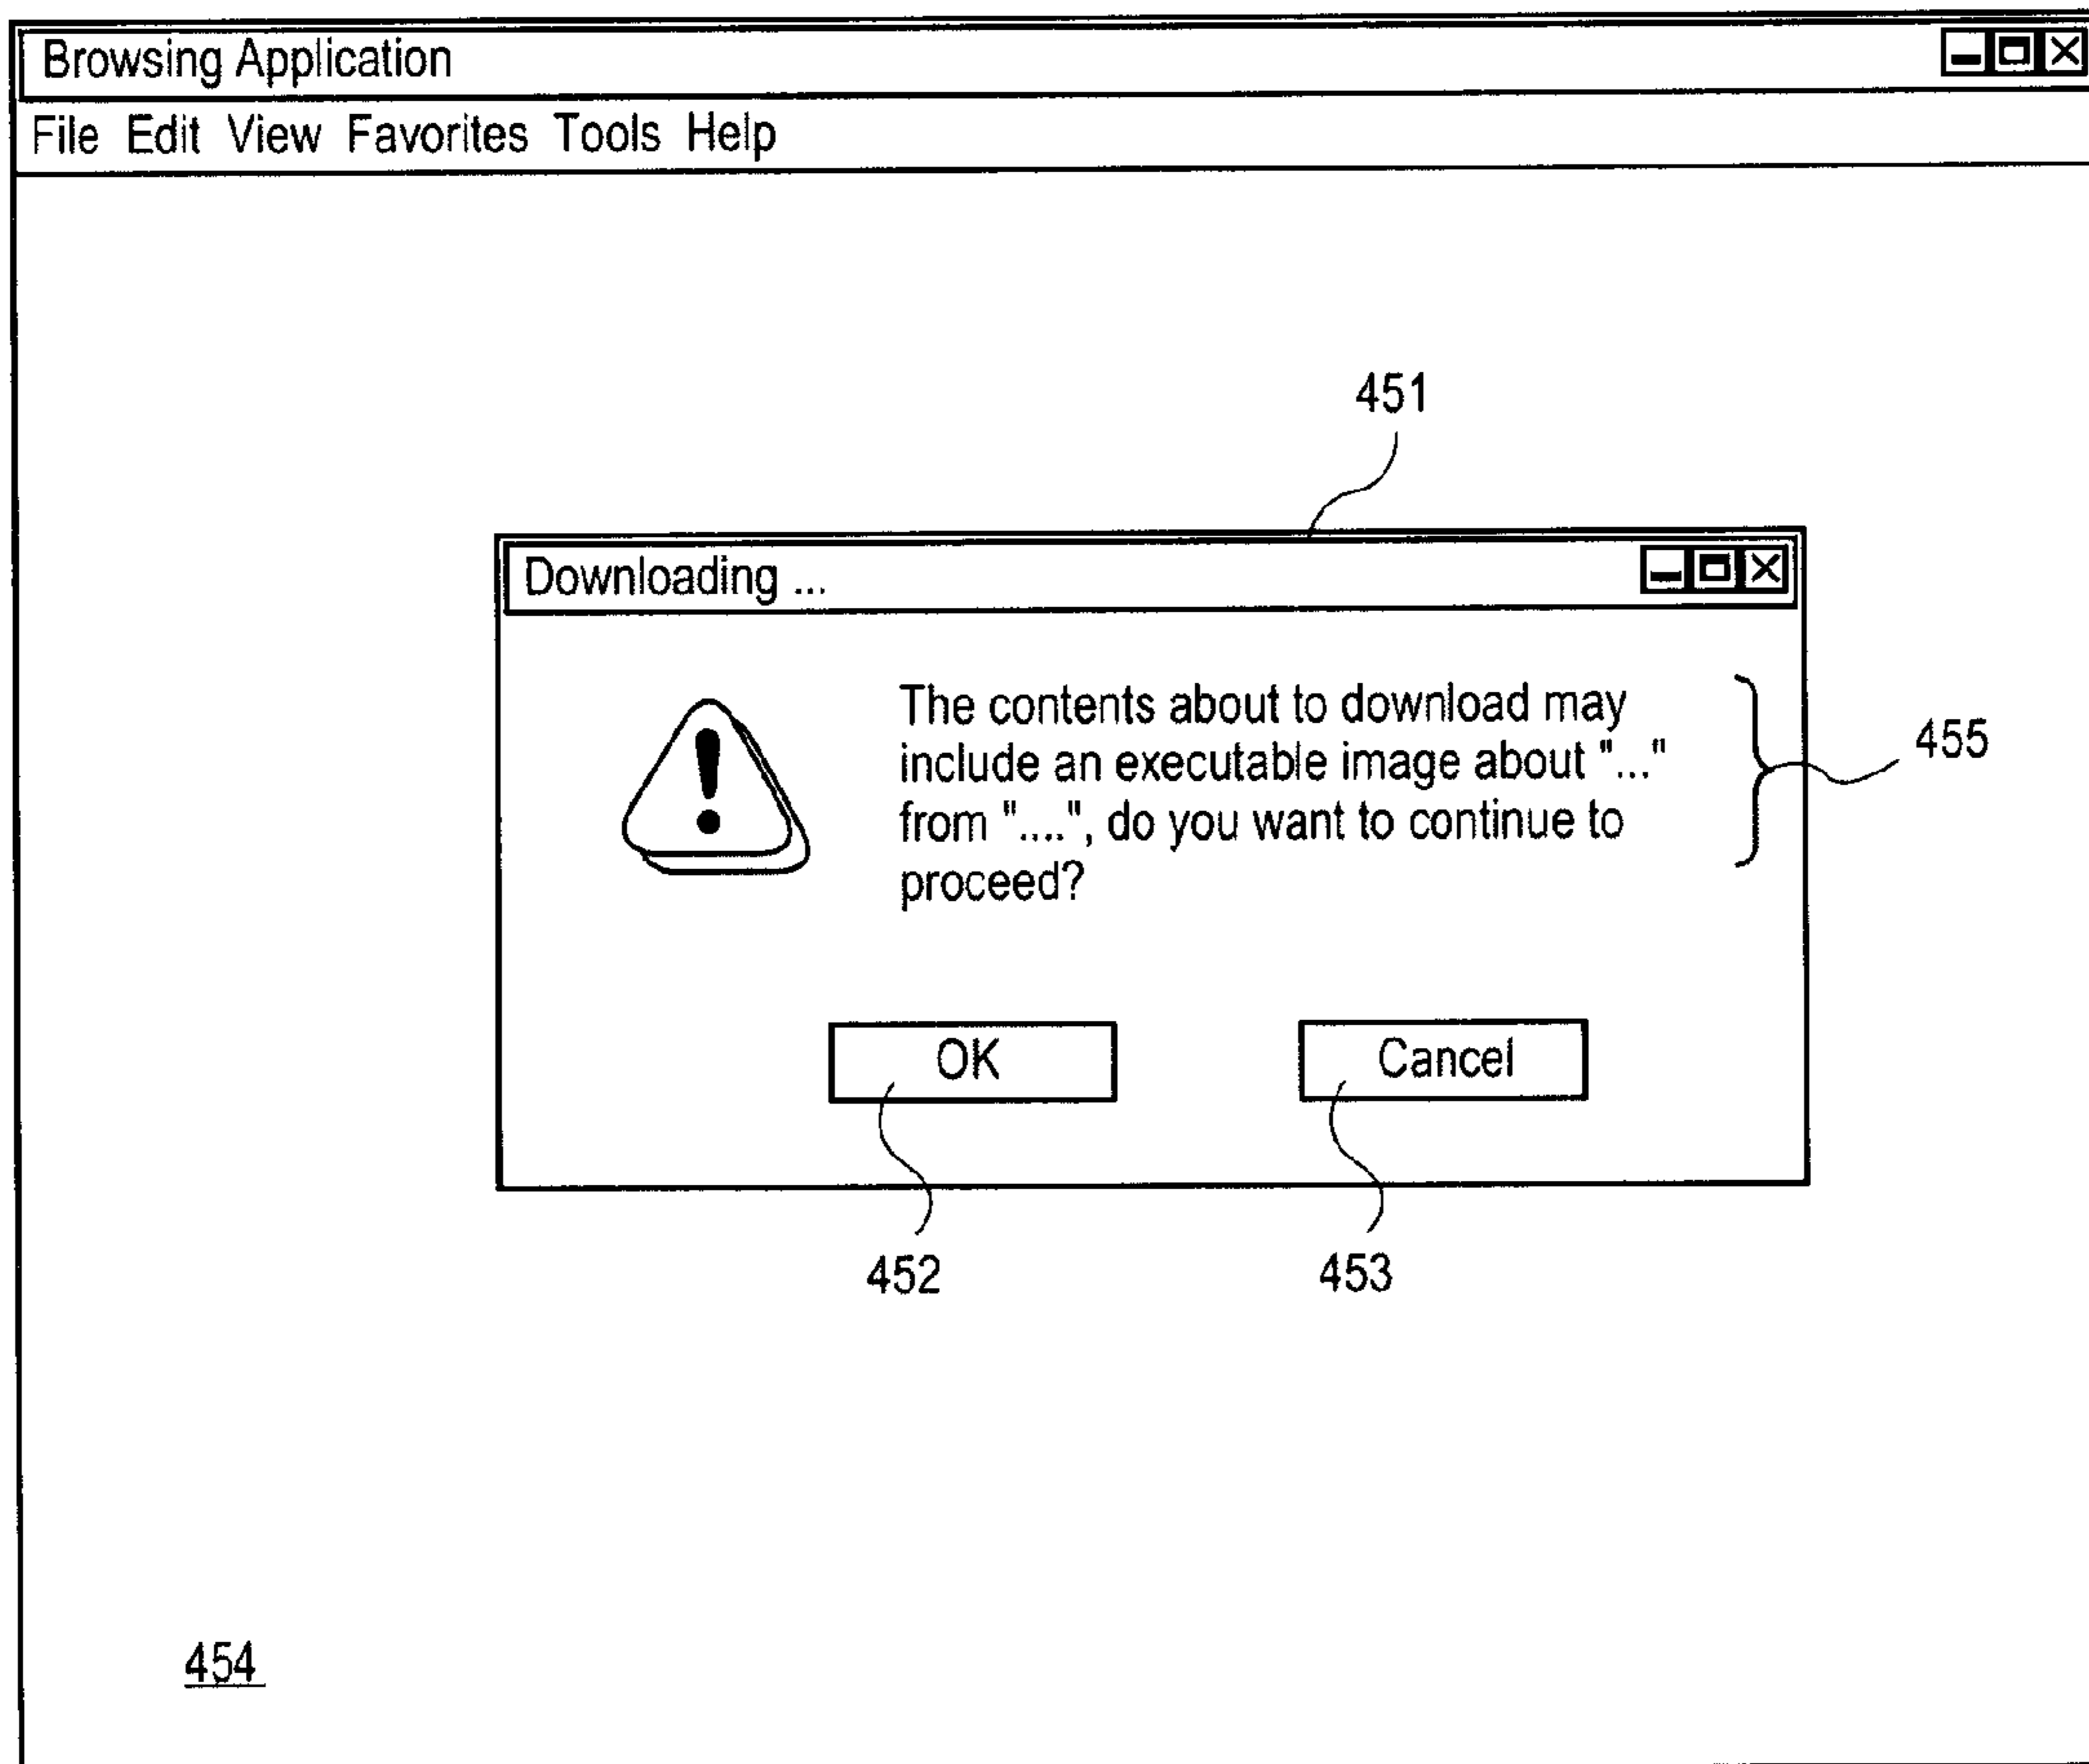 Browsing Application
File Edit View Favorites Tools Help
451
Downloading ...
The contents about to download may
include an executable image about "..."
from "....", do you want to continue to
proceed?
455
OK
Cancel
452
453
454